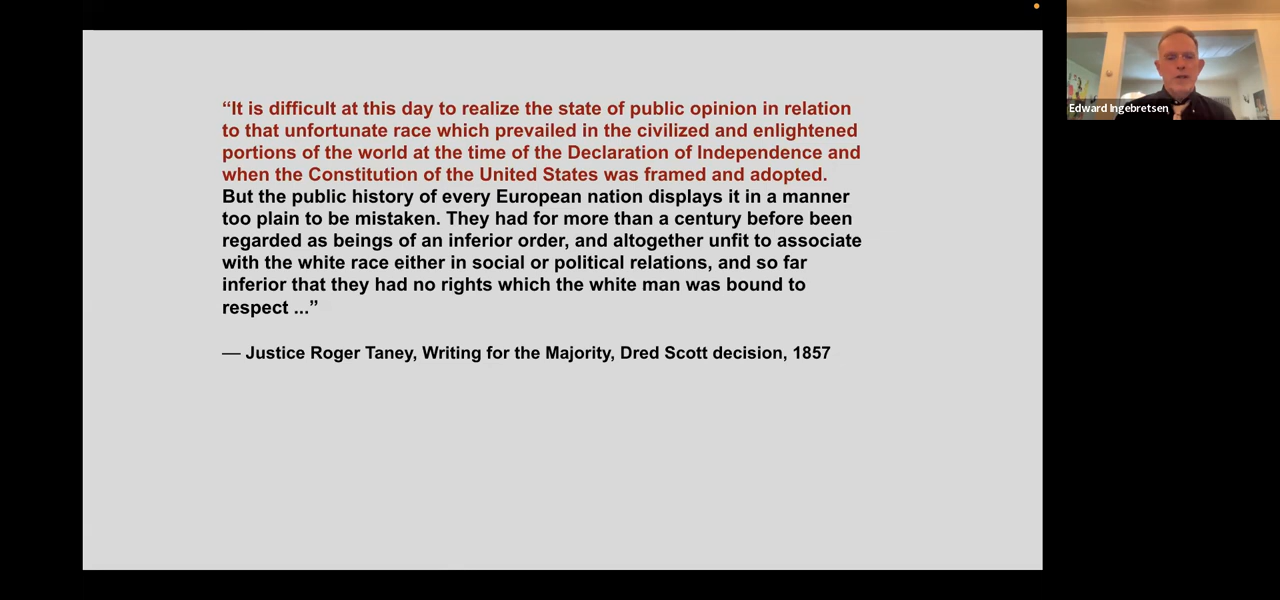 “It is difficult at this day to realize the state of public opinion in relation
to that unfortunate race which prevailed in the civilized and enlightened
portions of the world at the time of the Declaration of Independence and
when the Constitution of the United States was framed and adopted.
But the public history of every European nation displays it in a manner
too plain to be mistaken. They had for more than a century before been
regarded as beings of an inferior order, and altogether unfit to associate
with the white race either in social or political relations, and so far
inferior that they had no rights which the white man was bound to
respect ...”
— Justice Roger Taney, Writing for the Majority, Dred Scott decision, 1857
Edward Ingebretsen